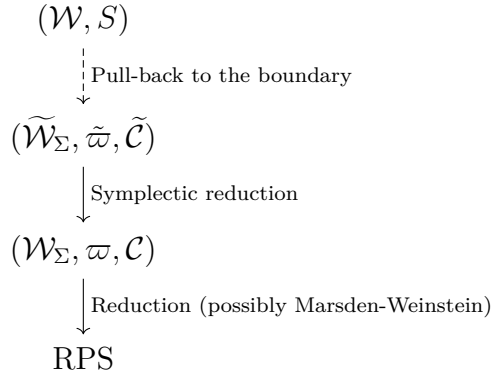 (𝒲, S)
Pull-back to the boundary
(𝒲̃_Σ, ϖ̃, 𝒞̃)
Symplectic reduction
(𝒲_Σ, ϖ, 𝒞)
Reduction (possibly Marsden-Weinstein)
RPS